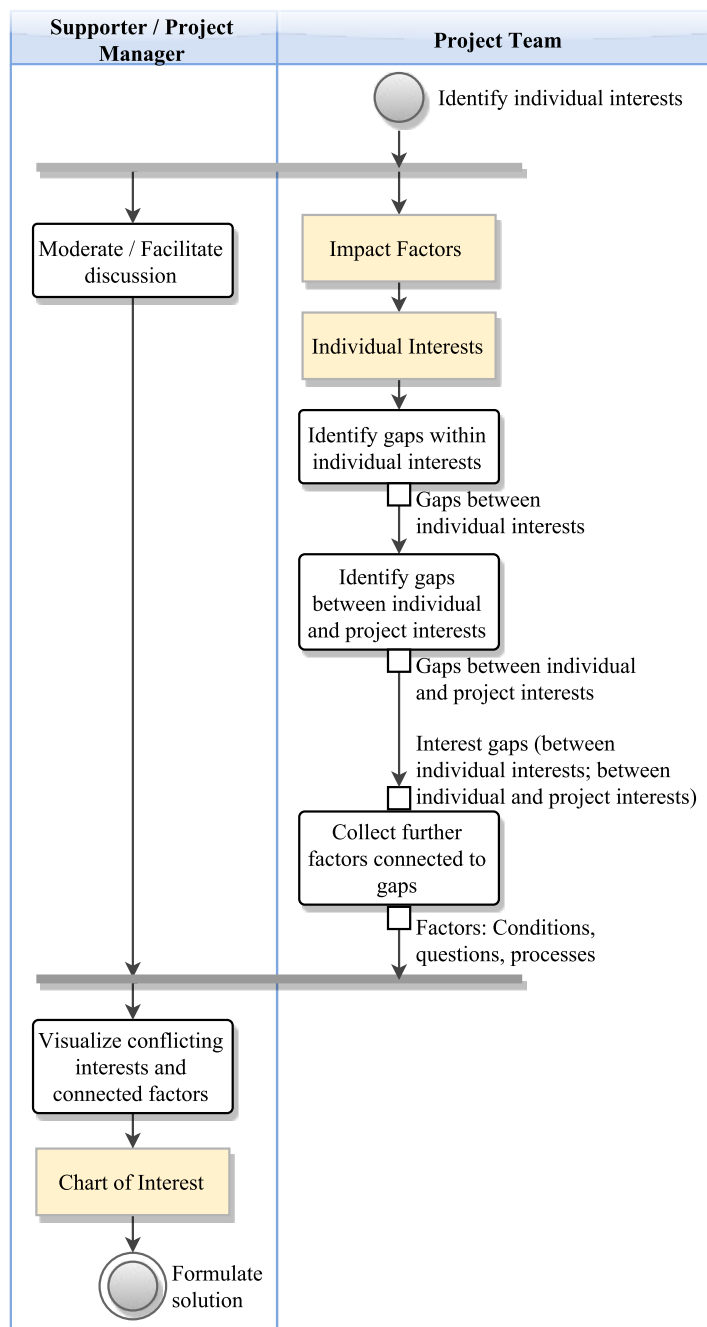 Supporter / Project
Manager
Project Team
Identify individual interests
Moderate / Facilitate
discussion
Impact Factors
Individual Interests
Identify gaps within
individual interests
Gaps between
individual interests
Identify gaps
between individual
and project interests
Gaps between individual
and project interests
Interest gaps (between
individual interests; between
individual and project interests)
Collect further
factors connected to
gaps
Factors: Conditions,
questions, processes
Visualize conflicting
interests and
connected factors
Chart of Interest
Formulate
solution